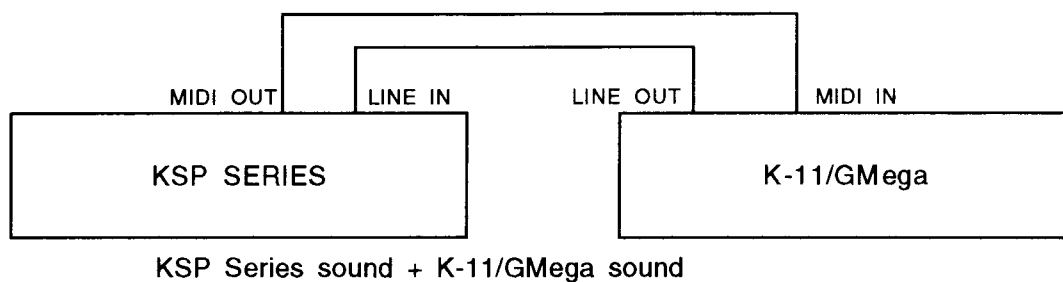 MIDI OUT LINE IN LINE OUT MIDI IN
KSP SERIES K-11/GMega
KSP Series sound + K-11/GMega sound